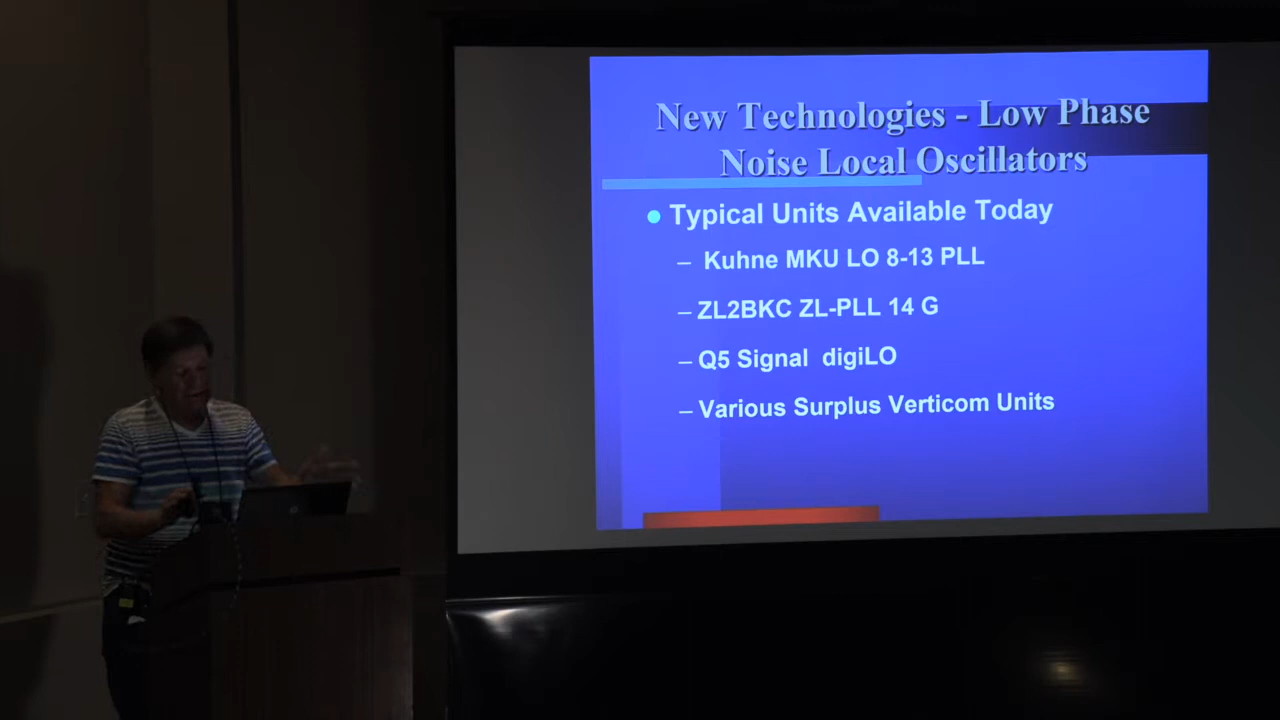 New Technologies - Low Phase
Noise Local Oscillators
Typical Units Available Today
– Kuhne MKU LO 8-13 PLL
– ZL2BKC ZL-PLL 14 G
– Q5 Signal digiLO
– Various Surplus Verticom Units